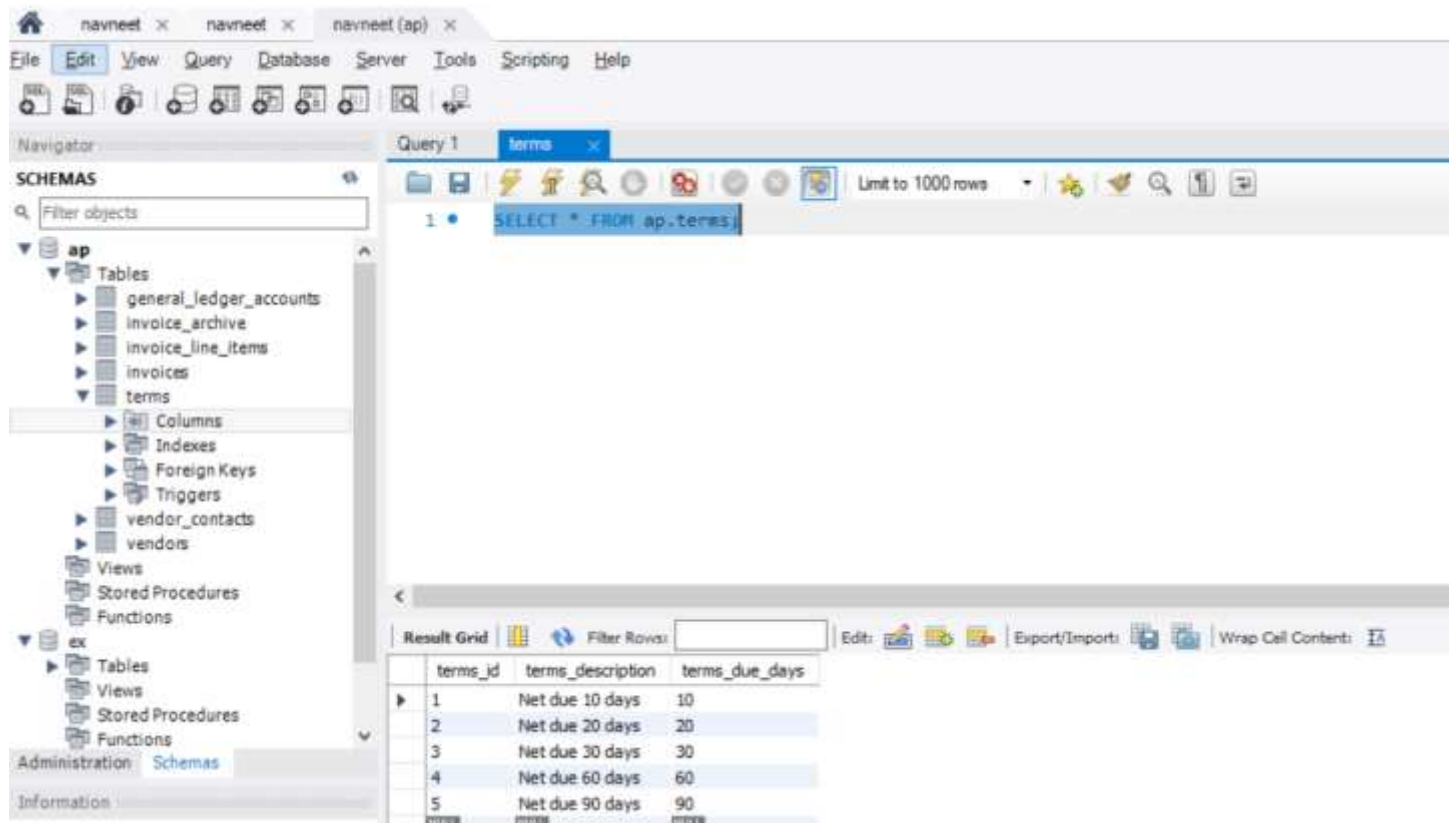 navneet × navneet × navneet (ap) ×
File Edit View Query Database Server Tools Scripting Help
Navigator
SCHEMAS
Filter objects
ap
Tables
general_ledger_accounts
invoice_archive
invoice_line_items
invoices
terms
Columns
Indexes
Foreign Keys
Triggers
vendor_contacts
vendors
Views
Stored Procedures
Functions
ex
Tables
Views
Stored Procedures
Functions
Administration Schemas
Information
Query 1 terms ×
Limit to 1000 rows
1 SELECT * FROM ap.terms;
Result Grid Filter Rows: Edit: Export/Import: Wrap Cell Content:
terms_id terms_description terms_due_days
1 Net due 10 days 10
2 Net due 20 days 20
3 Net due 30 days 30
4 Net due 60 days 60
5 Net due 90 days 90